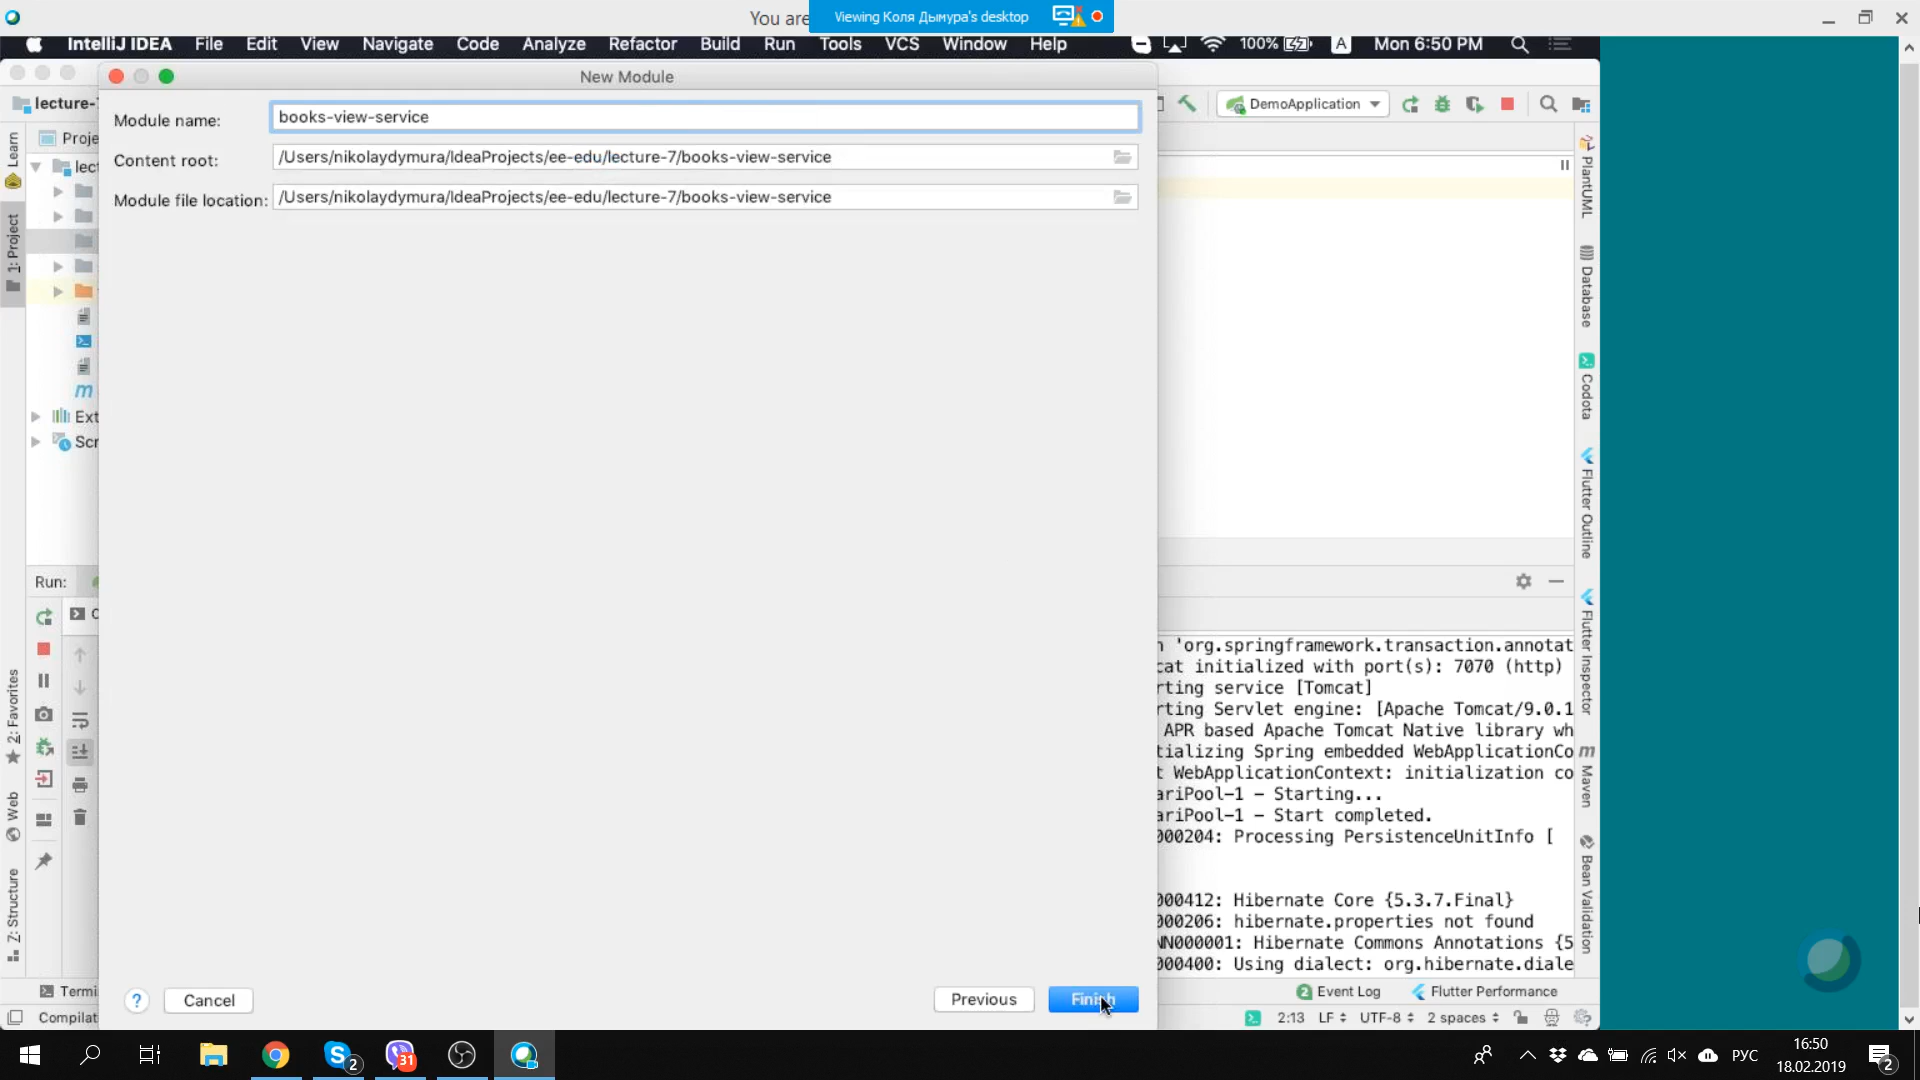 You are
Viewing Коля Дымура's desktop
IntelliJ IDEA File Edit View Navigate Code Analyze Refactor Build Run Tools VCS Window Help 100% A Mon 6:50 PM
New Module
lecture-7
DemoApplication
Module name: books-view-service
Content root: /Users/nikolaydymura/IdeaProjects/ee-edu/lecture-7/books-view-service
Module file location: /Users/nikolaydymura/IdeaProjects/ee-edu/lecture-7/books-view-service
Learn
1: Project
2: Favorites
Web
Z: Structure
Proje
lec
m
Ext
Scr
PlantUML
Database
Codota
Flutter Outline
Flutter Inspector
m Maven
Bean Validation
Run:
C
'org.springframework.transaction.annotat
cat initialized with port(s): 7070 (http)
rting service [Tomcat]
rting Servlet engine: [Apache Tomcat/9.0.1
APR based Apache Tomcat Native library wh
tializing Spring embedded WebApplicationCo
t WebApplicationContext: initialization co
ariPool-1 - Starting...
ariPool-1 - Start completed.
000204: Processing PersistenceUnitInfo [
000412: Hibernate Core {5.3.7.Final}
000206: hibernate.properties not found
NN000001: Hibernate Commons Annotations {5
000400: Using dialect: org.hibernate.diale
? Cancel Previous Finish
Termi
2 Event Log Flutter Performance
Compilat
2:13 LF UTF-8 2 spaces
2
31
РУС
16:50
18.02.2019
2